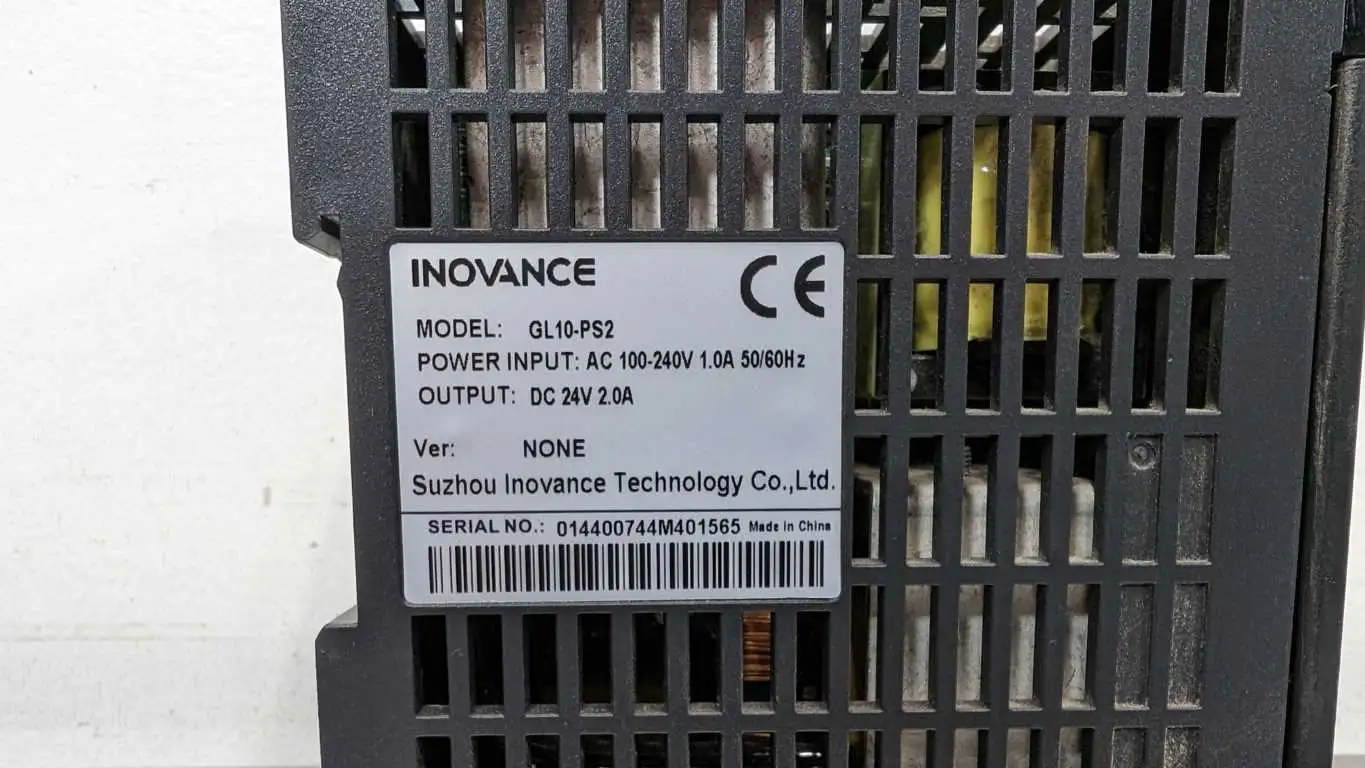 INOVANCE CE
MODEL: GL10-PS2
POWER INPUT: AC 100-240V 1.0A 50/60Hz
OUTPUT: DC 24V 2.0A
Ver: NONE
Suzhou Inovance Technology Co.,Ltd.
SERIAL NO.: 014400744M401565 Made in China